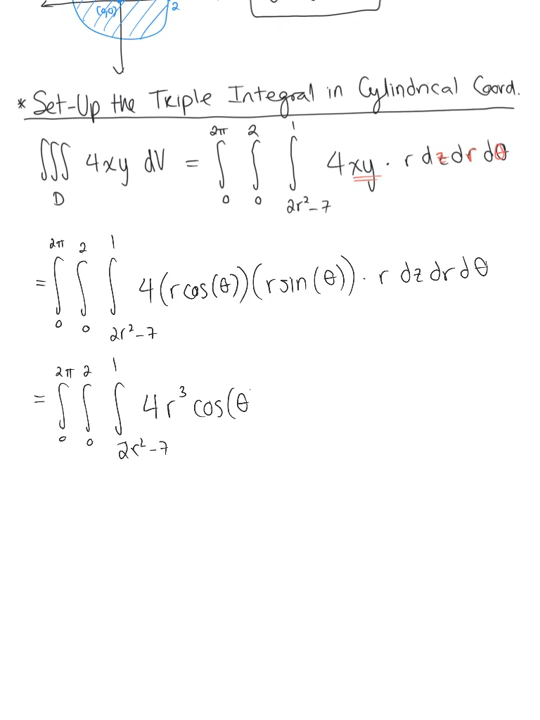 (0,0) 2
* Set-Up the Triple Integral in Cylindrical Coord.
∭_D 4xy dV = ∫_0^{2π} ∫_0^2 ∫_{2r²-7}^1 4xy · r dz dr dθ
= ∫_0^{2π} ∫_0^2 ∫_{2r²-7}^1 4(r cos(θ))(r sin(θ)) · r dz dr dθ
= ∫_0^{2π} ∫_0^2 ∫_{2r²-7}^1 4r³ cos(θ